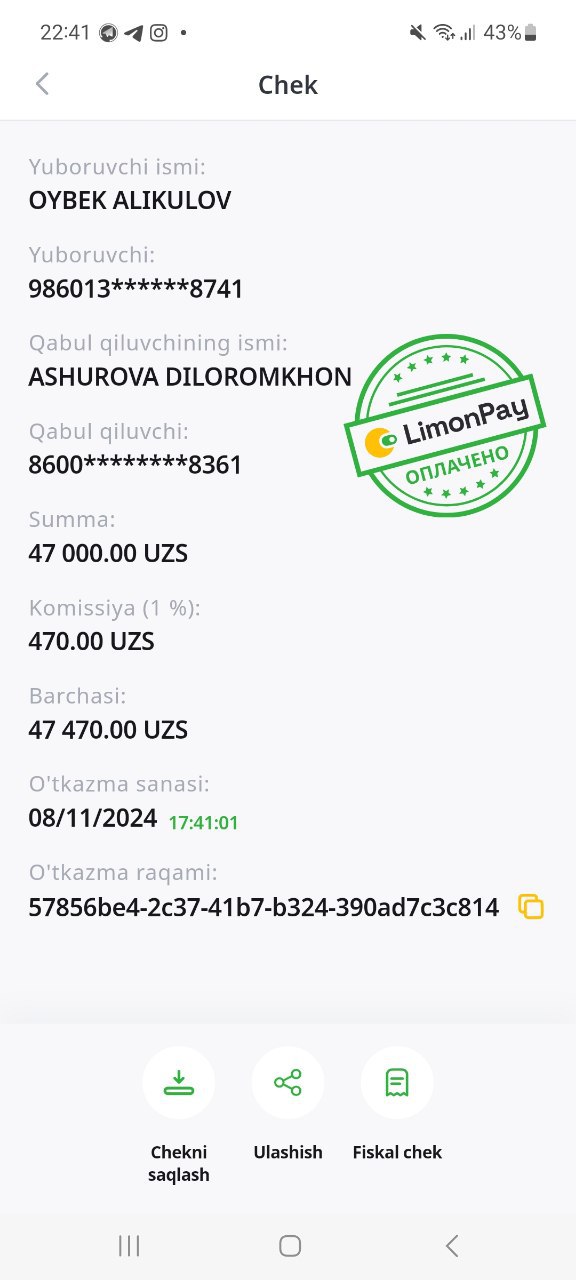 22:41
43%
Chek
Yuboruvchi ismi:
OYBEK ALIKULOV
Yuboruvchi:
986013******8741
Qabul qiluvchining ismi:
ASHUROVA DILOROMKHON
Qabul qiluvchi:
8600********8361
LimonPay
ОПЛАЧЕНО
Summa:
47 000.00 UZS
Komissiya (1 %):
470.00 UZS
Barchasi:
47 470.00 UZS
O'tkazma sanasi:
08/11/2024 17:41:01
O'tkazma raqami:
57856be4-2c37-41b7-b324-390ad7c3c814
Chekni
saqlash
Ulashish
Fiskal chek